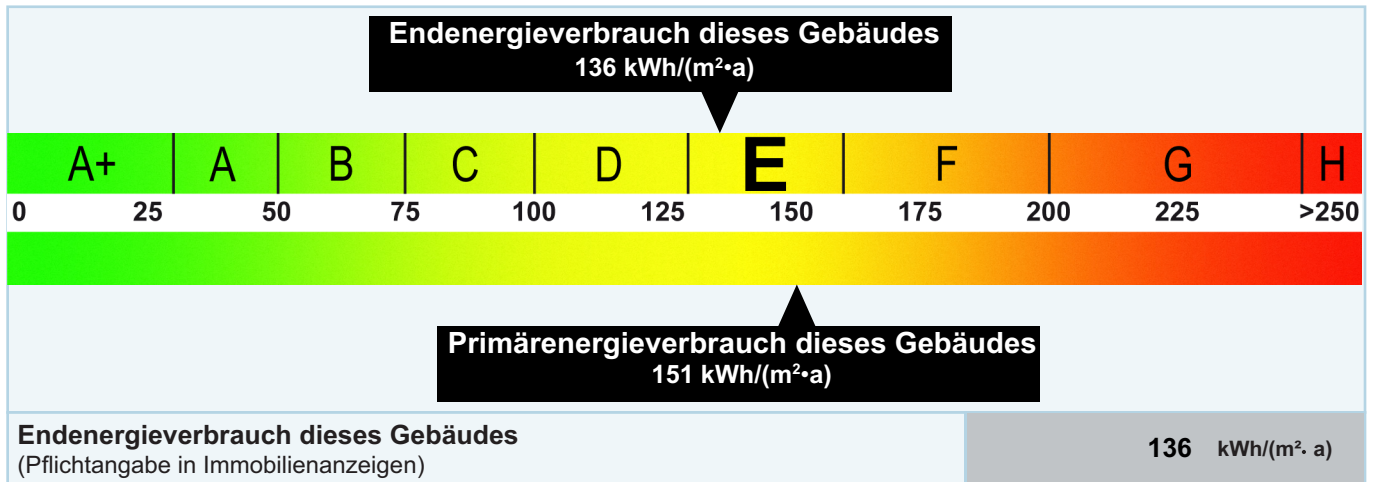 Endenergieverbrauch dieses Gebäudes
136 kWh/(m²•a)
A+ A B C D E F G H
0 25 50 75 100 125 150 175 200 225 >250
Primärenergieverbrauch dieses Gebäudes
151 kWh/(m²•a)
Endenergieverbrauch dieses Gebäudes
(Pflichtangabe in Immobilienanzeigen)
136 kWh/(m²· a)